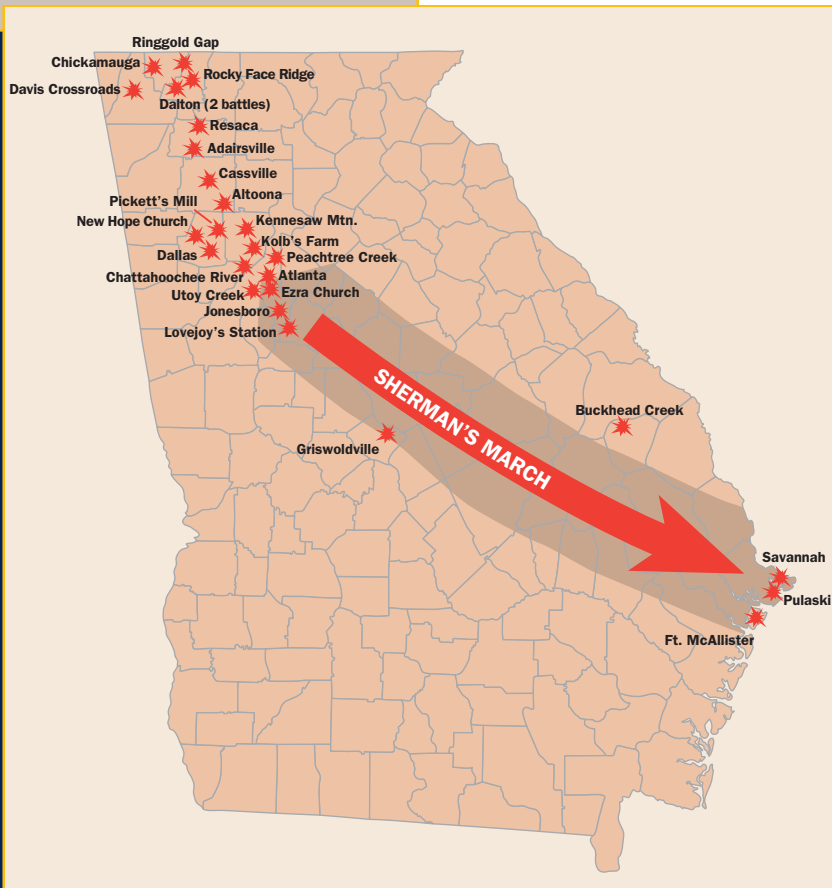 Ringgold Gap
Chickamauga
Rocky Face Ridge
Davis Crossroads
Dalton (2 battles)
Resaca
Adairsville
Cassville
Altoona
Pickett's Mill
New Hope Church
Kennesaw Mtn.
Kolb's Farm
Dallas
Peachtree Creek
Chattahoochee River
Atlanta
Utoy Creek
Ezra Church
Jonesboro
Lovejoy's Station
SHERMAN'S MARCH
Buckhead Creek
Griswoldville
Savannah
Pulaski
Ft. McAllister